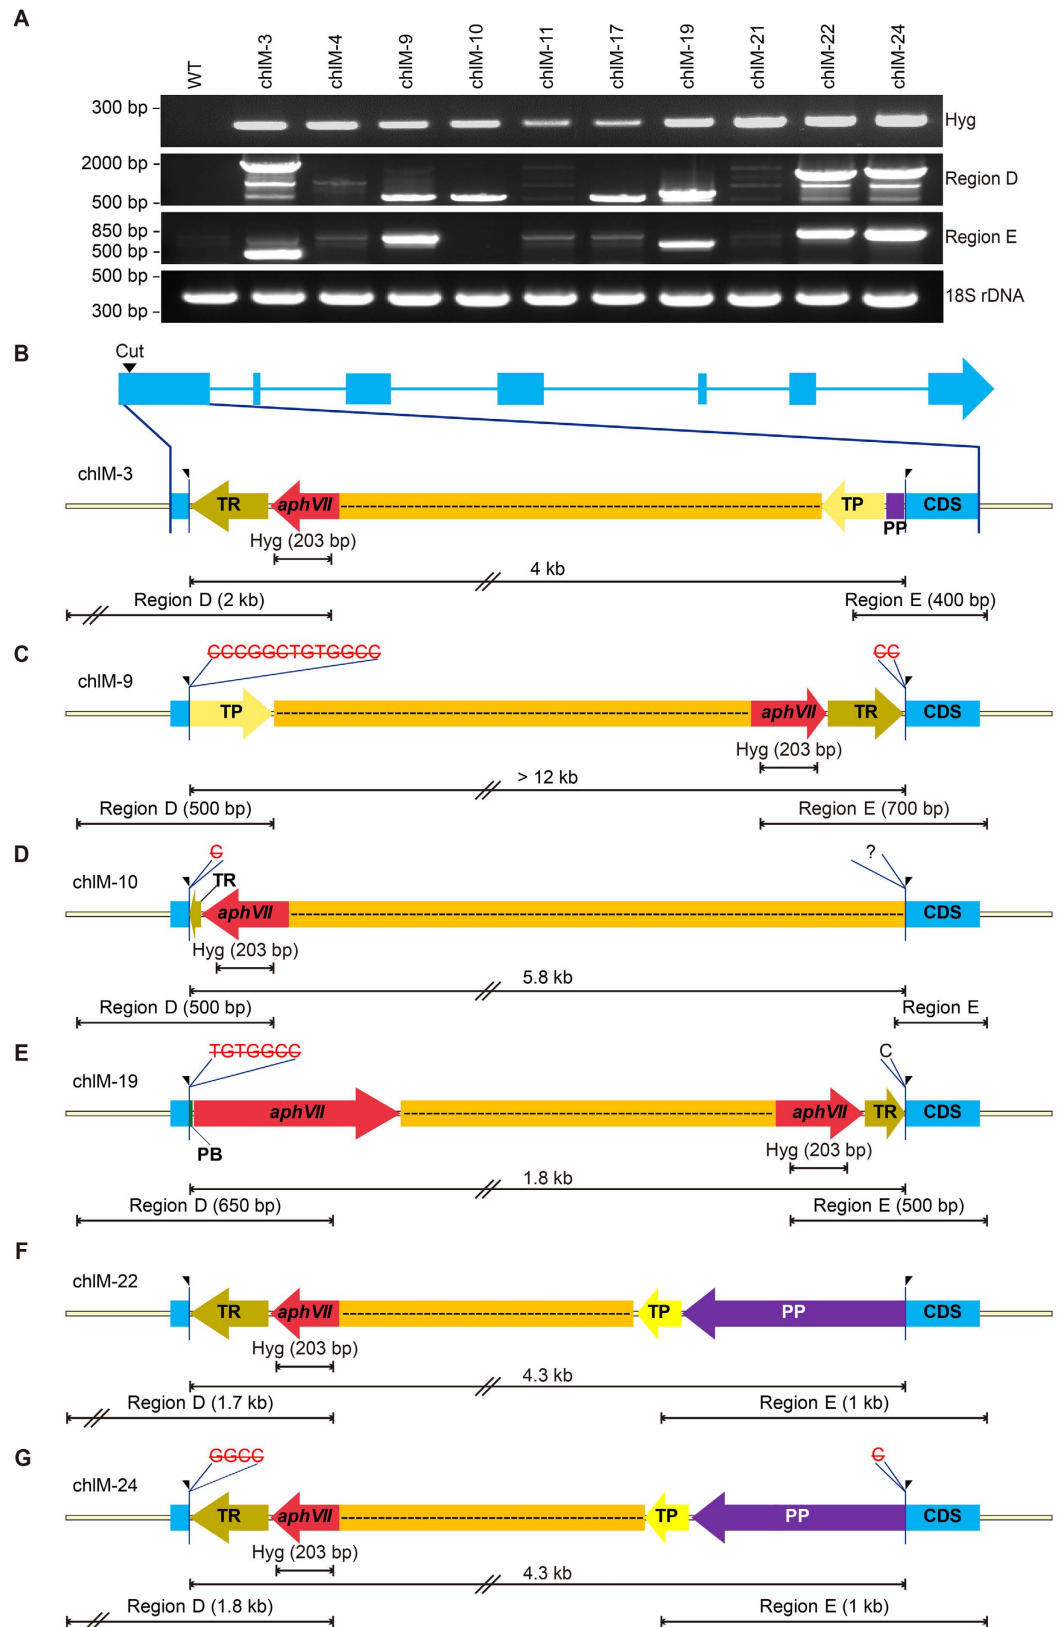 A
WT
chlM-3
chlM-4
chlM-9
chlM-10
chlM-11
chlM-17
chlM-19
chlM-21
chlM-22
chlM-24
300 bp
Hyg
2000 bp
Region D
500 bp
850 bp
Region E
500 bp
500 bp
18S rDNA
300 bp
B
Cut
chlM-3
TR
aphVII
TP
PP
CDS
Hyg (203 bp)
4 kb
Region D (2 kb)
Region E (400 bp)
C
CCCGGCTGTGGCC
CC
chlM-9
TP
aphVII
TR
CDS
Hyg (203 bp)
> 12 kb
Region D (500 bp)
Region E (700 bp)
D
G
?
chlM-10
TR
aphVII
CDS
Hyg (203 bp)
5.8 kb
Region D (500 bp)
Region E
E
TGTGGCC
C
chlM-19
aphVII
aphVII
TR
CDS
PB
Hyg (203 bp)
1.8 kb
Region D (650 bp)
Region E (500 bp)
F
chlM-22
TR
aphVII
TP
PP
CDS
Hyg (203 bp)
4.3 kb
Region D (1.7 kb)
Region E (1 kb)
G
GGCC
chlM-24
TR
aphVII
TP
PP
CDS
Hyg (203 bp)
4.3 kb
Region D (1.8 kb)
Region E (1 kb)